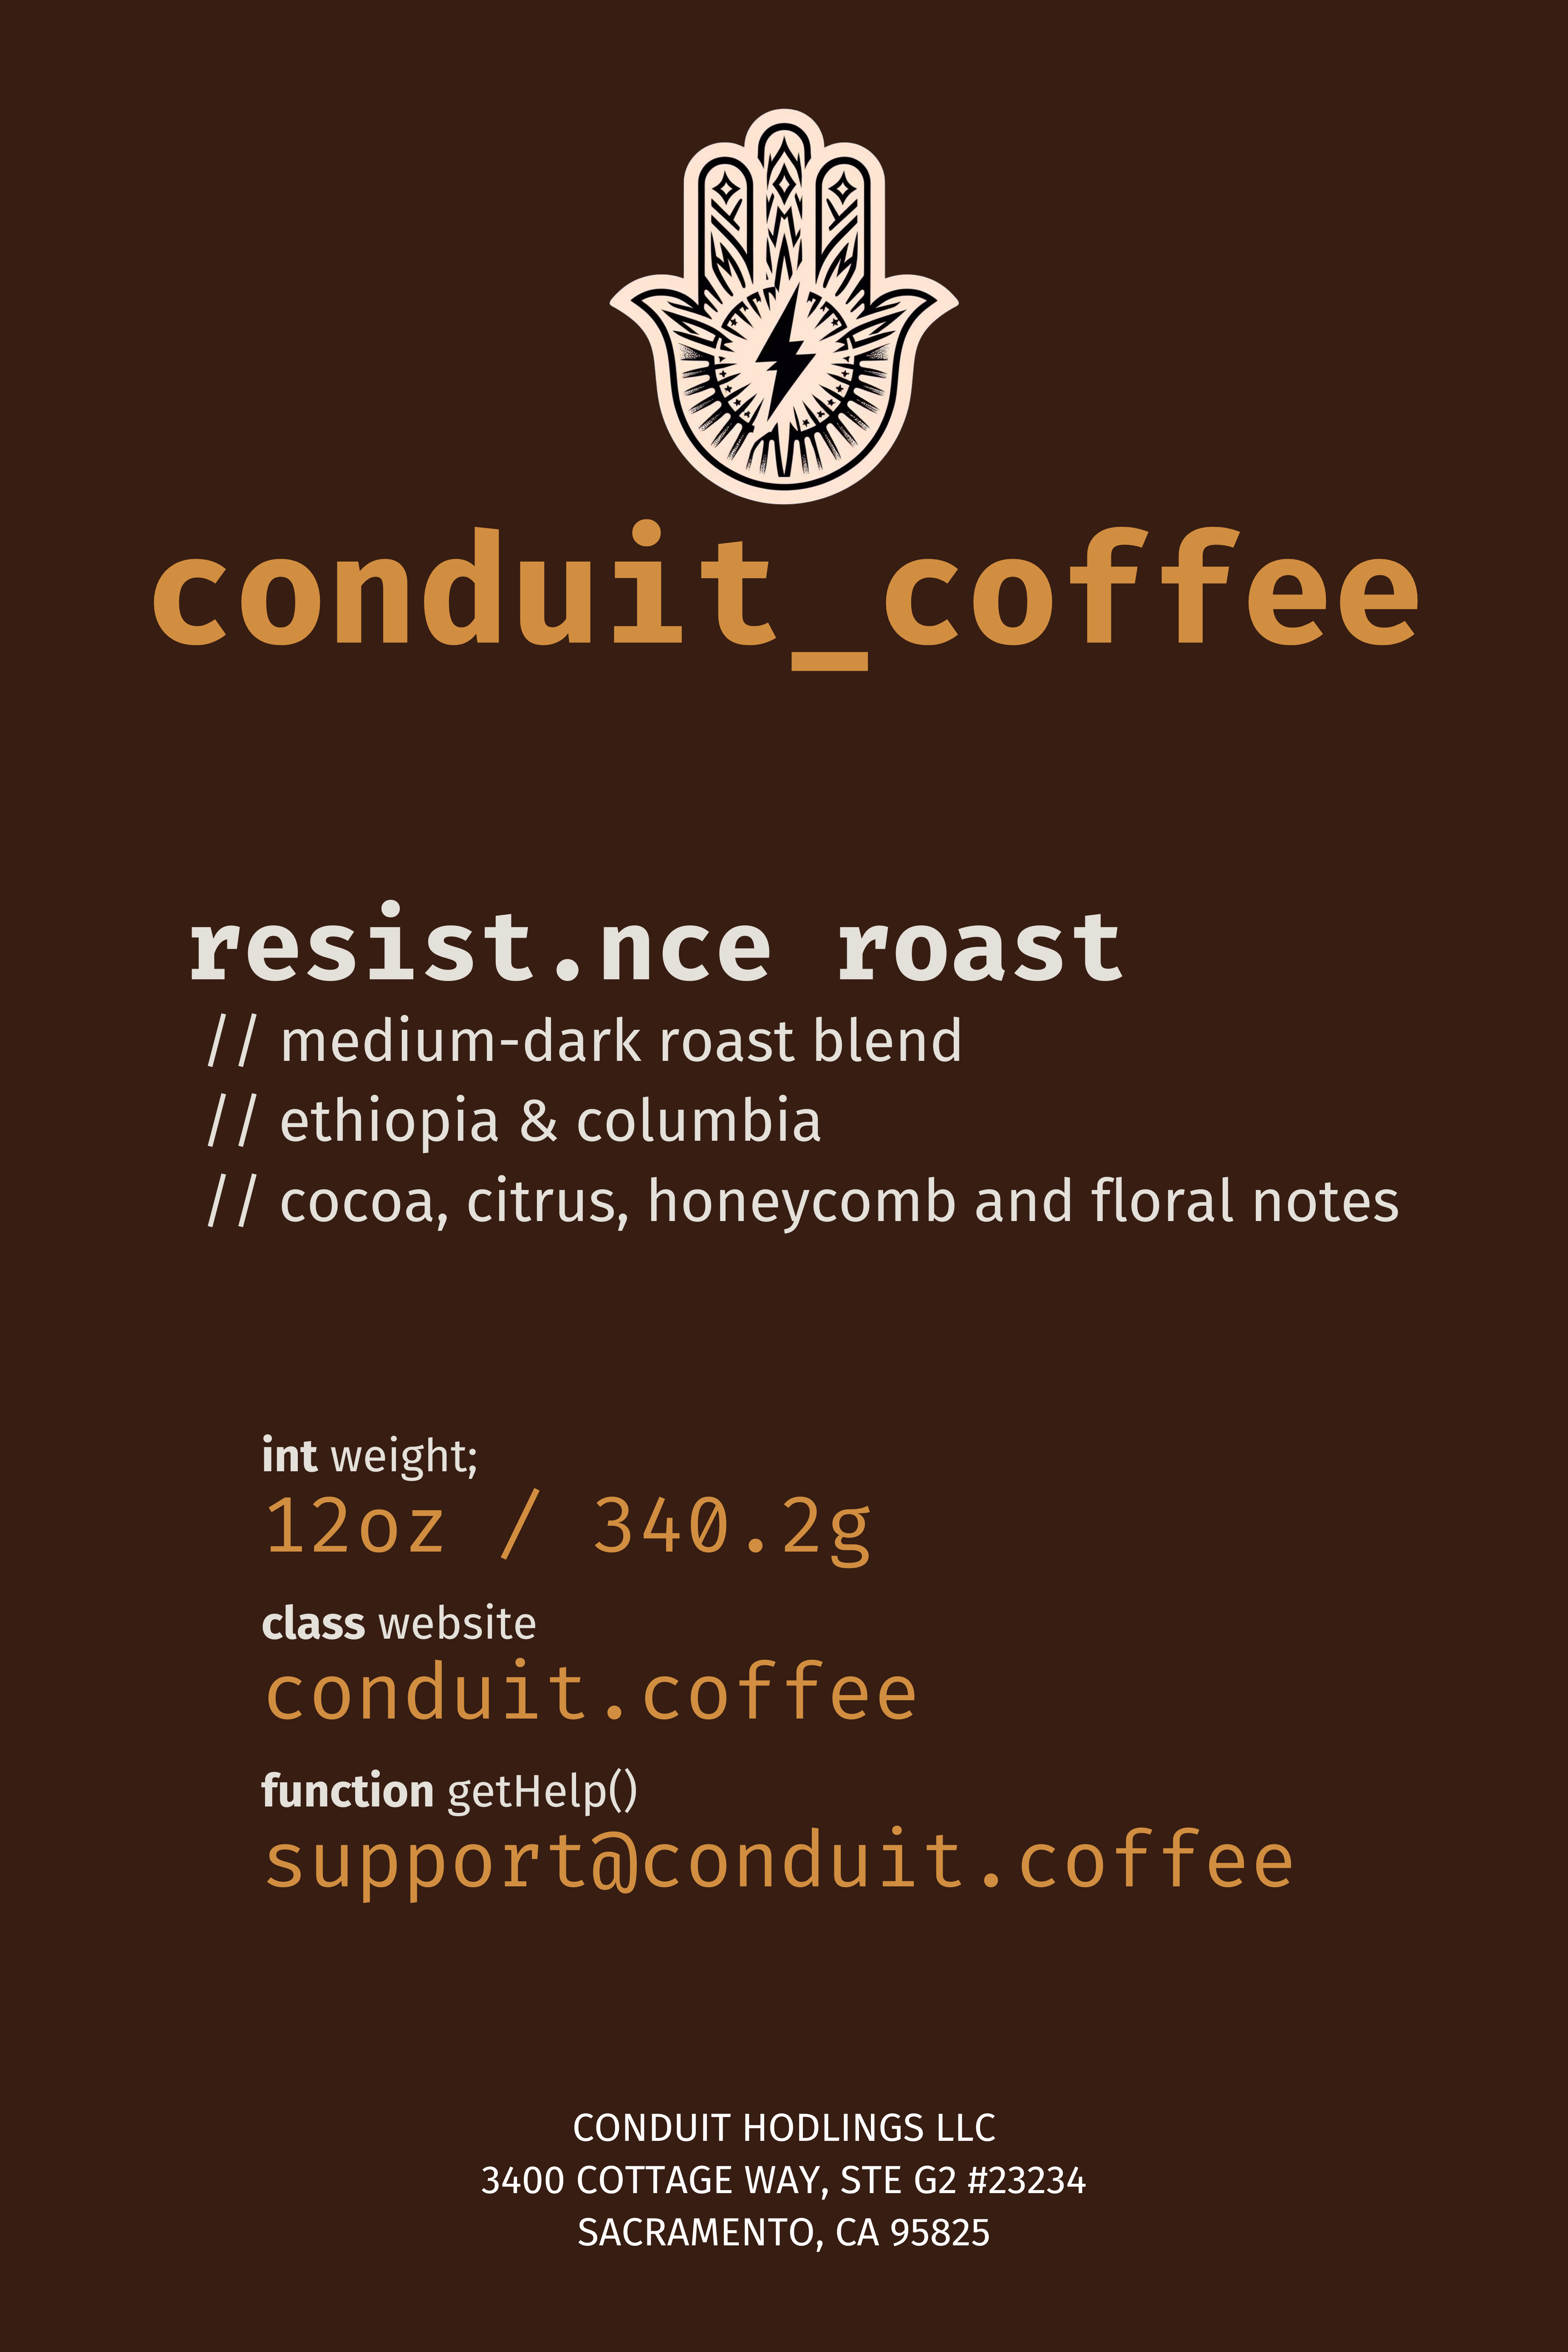 conduit_coffee
resist.nce roast
// medium-dark roast blend
// ethiopia & columbia
// cocoa, citrus, honeycomb and floral notes
int weight;
12oz / 340.2g
class website
conduit.coffee
function getHelp()
support@conduit.coffee
CONDUIT HODLINGS LLC
3400 COTTAGE WAY, STE G2 #23234
SACRAMENTO, CA 95825